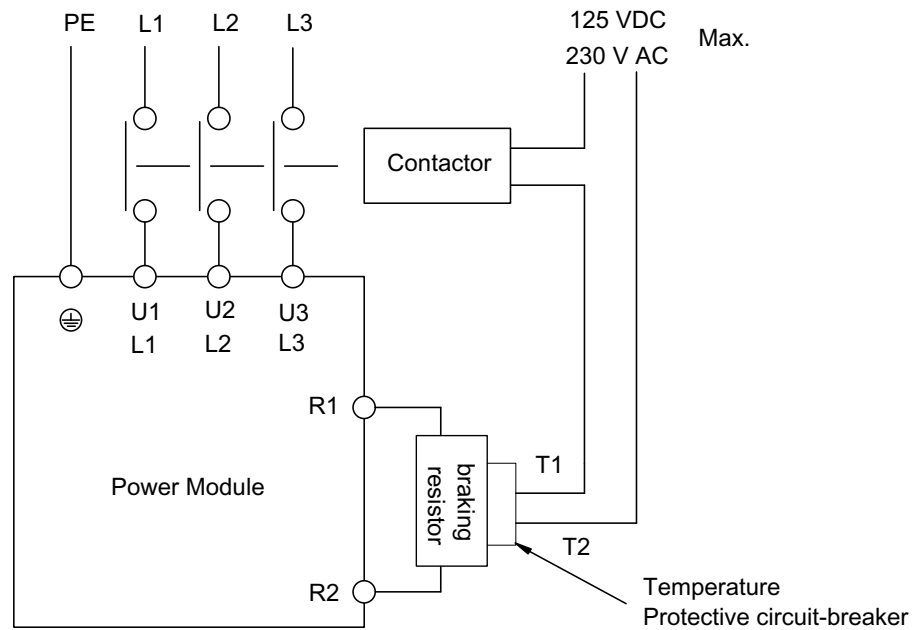 PE L1 L2 L3
125 VDC
230 V AC
Max.
Contactor
U1 U2 U3
L1 L2 L3
R1
Power Module
braking
resistor
T1
T2
R2
Temperature
Protective circuit-breaker